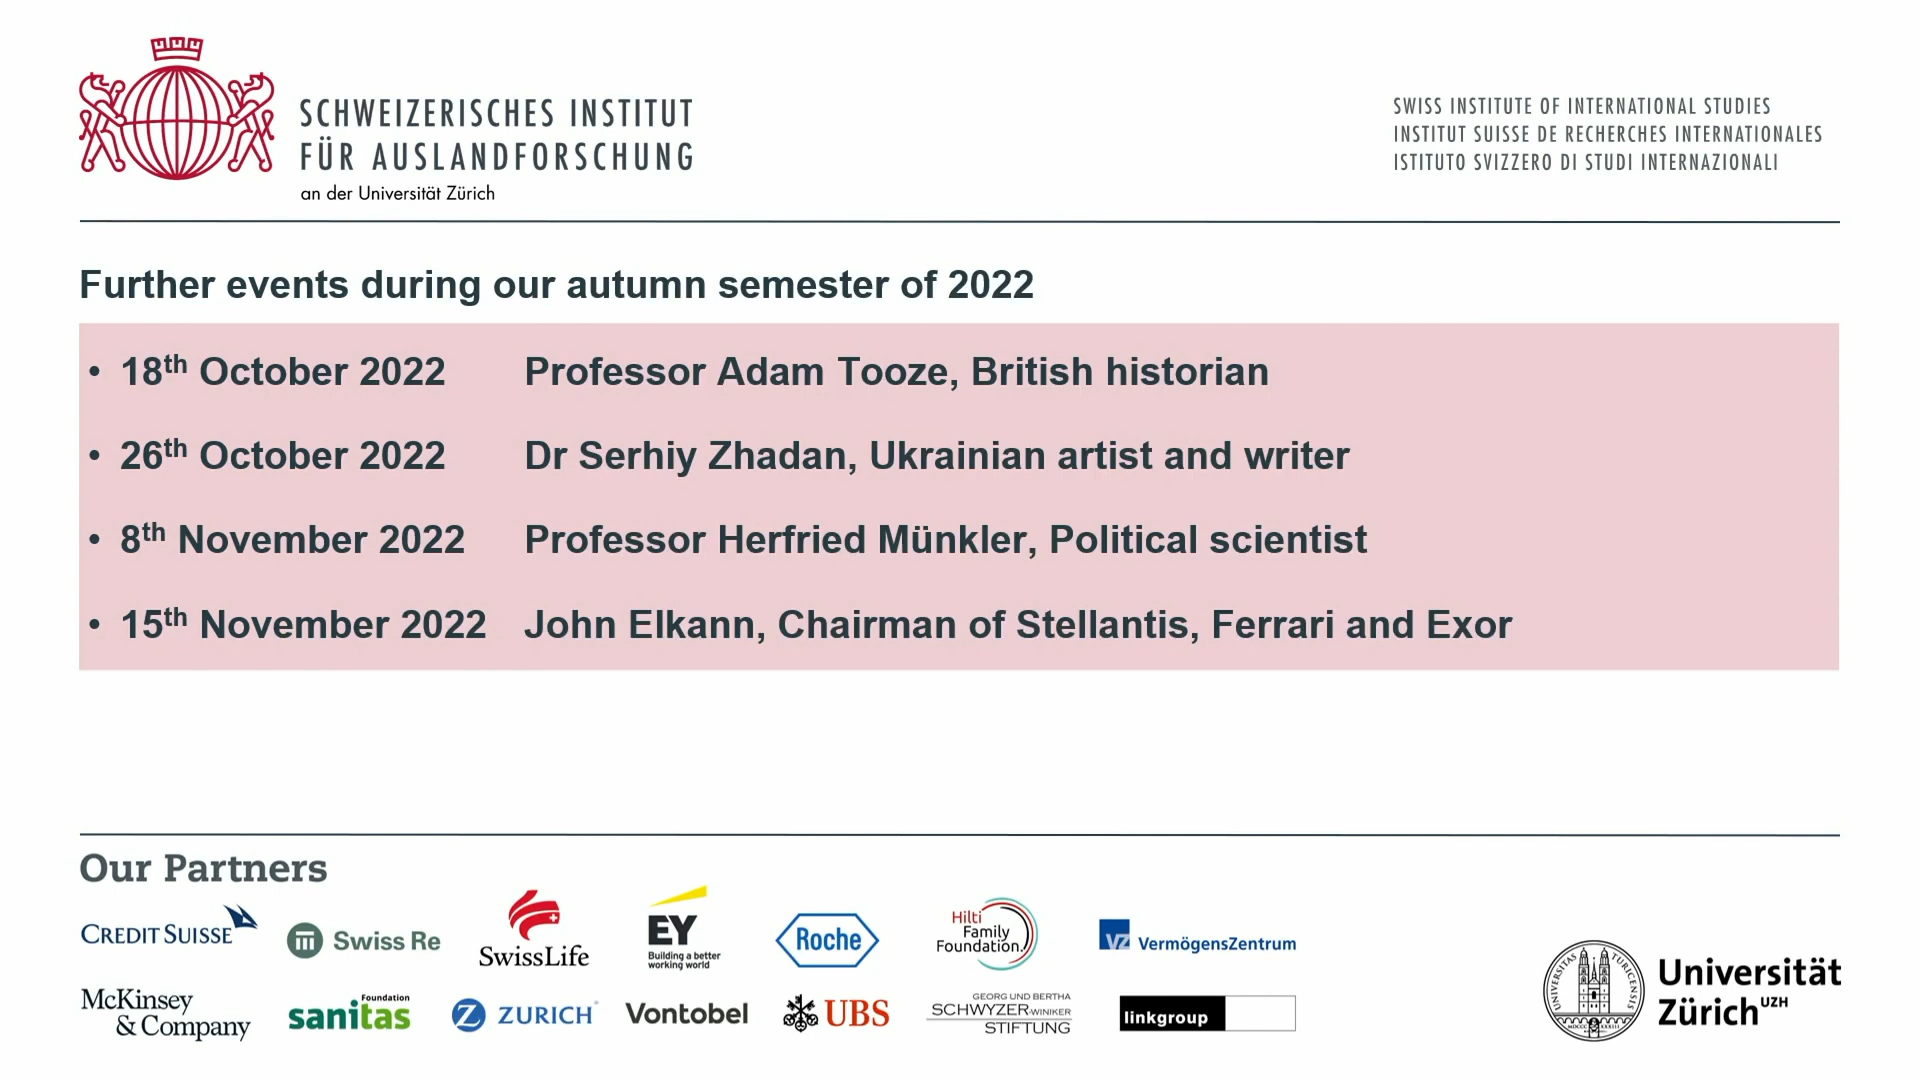 SCHWEIZERISCHES INSTITUT
FÜR AUSLANDFORSCHUNG
an der Universität Zürich
SWISS INSTITUTE OF INTERNATIONAL STUDIES
INSTITUT SUISSE DE RECHERCHES INTERNATIONALES
ISTITUTO SVIZZERO DI STUDI INTERNAZIONALI
Further events during our autumn semester of 2022
• 18th October 2022 Professor Adam Tooze, British historian
• 26th October 2022 Dr Serhiy Zhadan, Ukrainian artist and writer
• 8th November 2022 Professor Herfried Münkler, Political scientist
• 15th November 2022 John Elkann, Chairman of Stellantis, Ferrari and Exor
Our Partners
CREDIT SUISSE
Swiss Re
SwissLife
EY
Building a better
working world
Roche
Hilti
Family
Foundation.
VZ VermögensZentrum
McKinsey
& Company
Foundation
sanitas
Z ZURICH
Vontobel
UBS
GEORG UND BERTHA
SCHWYZER-WINIKER
STIFTUNG
linkgroup
UNIVERSITAS TURICENSIS
Universität
Zürich UZH